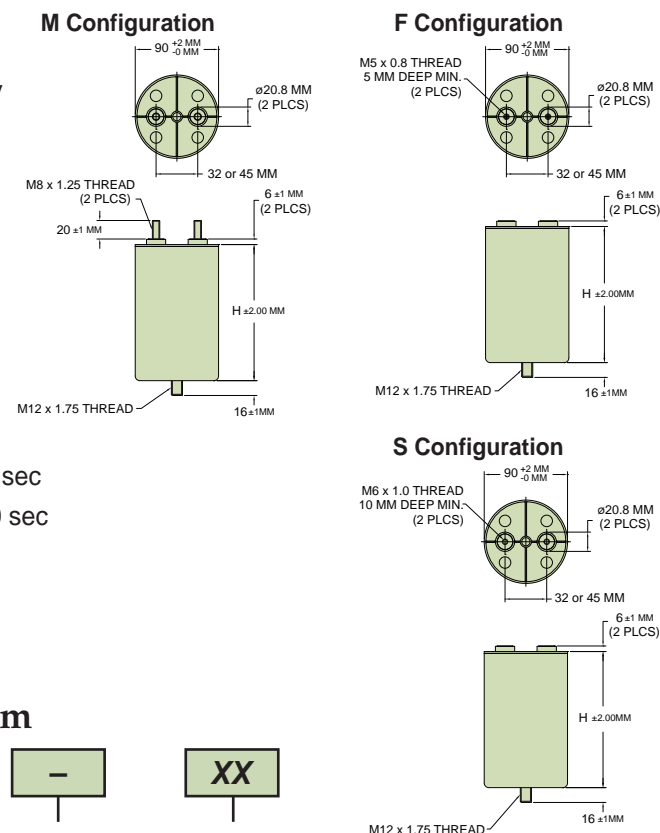 M Configuration
90 +2 MM -0 MM
ø20.8 MM
(2 PLCS)
32 or 45 MM
M8 x 1.25 THREAD
(2 PLCS)
6 ±1 MM
(2 PLCS)
20 ±1 MM
H ±2.00 MM
M12 x 1.75 THREAD
16±1MM
F Configuration
90 +2 MM -0 MM
M5 x 0.8 THREAD
5 MM DEEP MIN.
(2 PLCS)
ø20.8 MM
(2 PLCS)
32 or 45 MM
6±1 MM
(2 PLCS)
H ±2.00MM
M12 x 1.75 THREAD
16 ±1MM
sec
sec
S Configuration
90 +2 MM -0 MM
M6 x 1.0 THREAD
10 MM DEEP MIN.
(2 PLCS)
ø20.8 MM
(2 PLCS)
32 or 45 MM
6±1 MM
(2 PLCS)
H ±2.00MM
M12 x 1.75 THREAD
16 ±1MM
m
–
XX